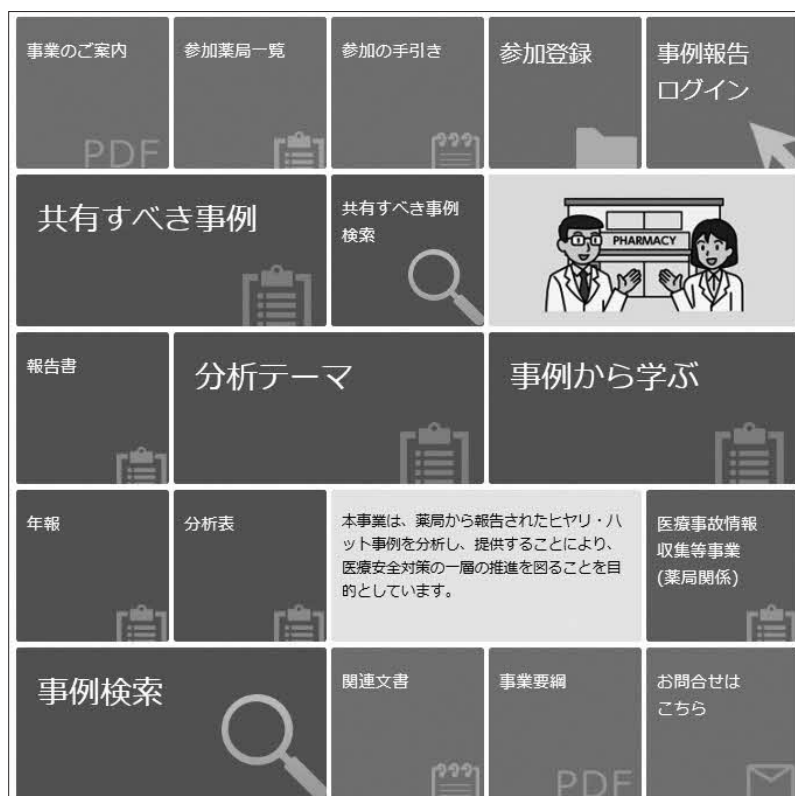 事業のご案内
PDF
参加薬局一覧
参加の手引き
参加登録
事例報告
ログイン
共有すべき事例
共有すべき事例
検索
PHARMACY
報告書
分析テーマ
事例から学ぶ
年報
分析表
本事業は、薬局から報告されたヒヤリ・ハ
ット事例を分析し、提供することにより、
医療安全対策の一層の推進を図ることを目
的としています。
医療事故情報
収集等事業
(薬局関係)
事例検索
関連文書
事業要綱
PDF
お問合せは
こちら